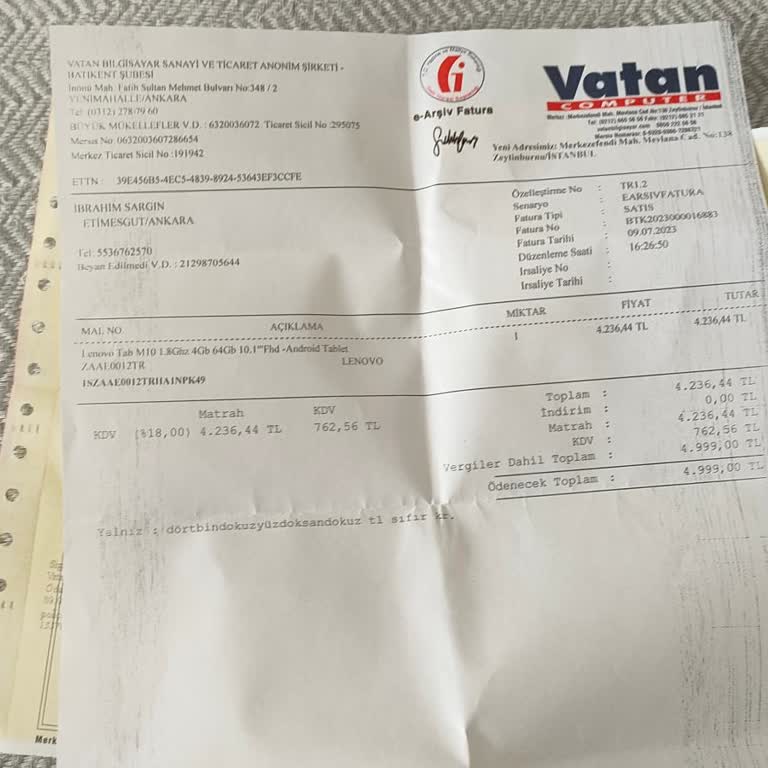 VATAN BİLGİSAYAR SANAYİ VE TİCARET ANONİM ŞİRKETİ -
BATIKENT ŞUBESİ
İnönü Mah. Fatih Sultan Mehmet Bulvarı No:348 / 2
YENİMAHALLE/ANKARA
Tel: (0312) 278 79 60
BÜYÜK MÜKELLEFLER V.D. : 6320036072 Ticaret Sicil No :295075
Mersis No 0632003607286654
Merkez Ticaret Sicil No :191942
e-Arşiv Fatura
Vatan
COMPUTER
Yeni Adresimiz: Merkezefendi Mah. Mevlana Cad. No:138
Zeytinburnu/İSTANBUL
ETTN : 39E456B5-4EC5-4839-8924-53643EF3CCFE
İBRAHİM SARGIN
ETİMESGUT/ANKARA
Tel: 5536762570
Beyan Edilmedi V.D. : 21298705644
Özelleştirme No : TR1.2
Senaryo : EARSIVFATURA
Fatura Tipi : SATIS
Fatura No : BTK2023000016883
Fatura Tarihi : 09.07.2023
Düzenleme Saati : 16:26:50
İrsaliye No :
İrsaliye Tarihi :
MAL NO. AÇIKLAMA MİKTAR FİYAT TUTAR
Lenovo Tab M10 1.8Ghz 4Gb 64Gb 10.1"Fhd -Android Tablet 1 4.236,44 TL 4.236,44 TL
ZAAE0012TR LENOVO
1SZAAE0012TRHA1NPK49
Matrah KDV
KDV (%18,00) 4.236,44 TL 762,56 TL
Toplam : 4.236,44 TL
İndirim : 0,00 TL
Matrah : 4.236,44 TL
KDV : 762,56 TL
Vergiler Dahil Toplam : 4.999,00 TL
Ödenecek Toplam : 4.999,00 TL
Yalnız : dörtbindokuzyüzdoksandokuz tl sıfır kr.
Merk